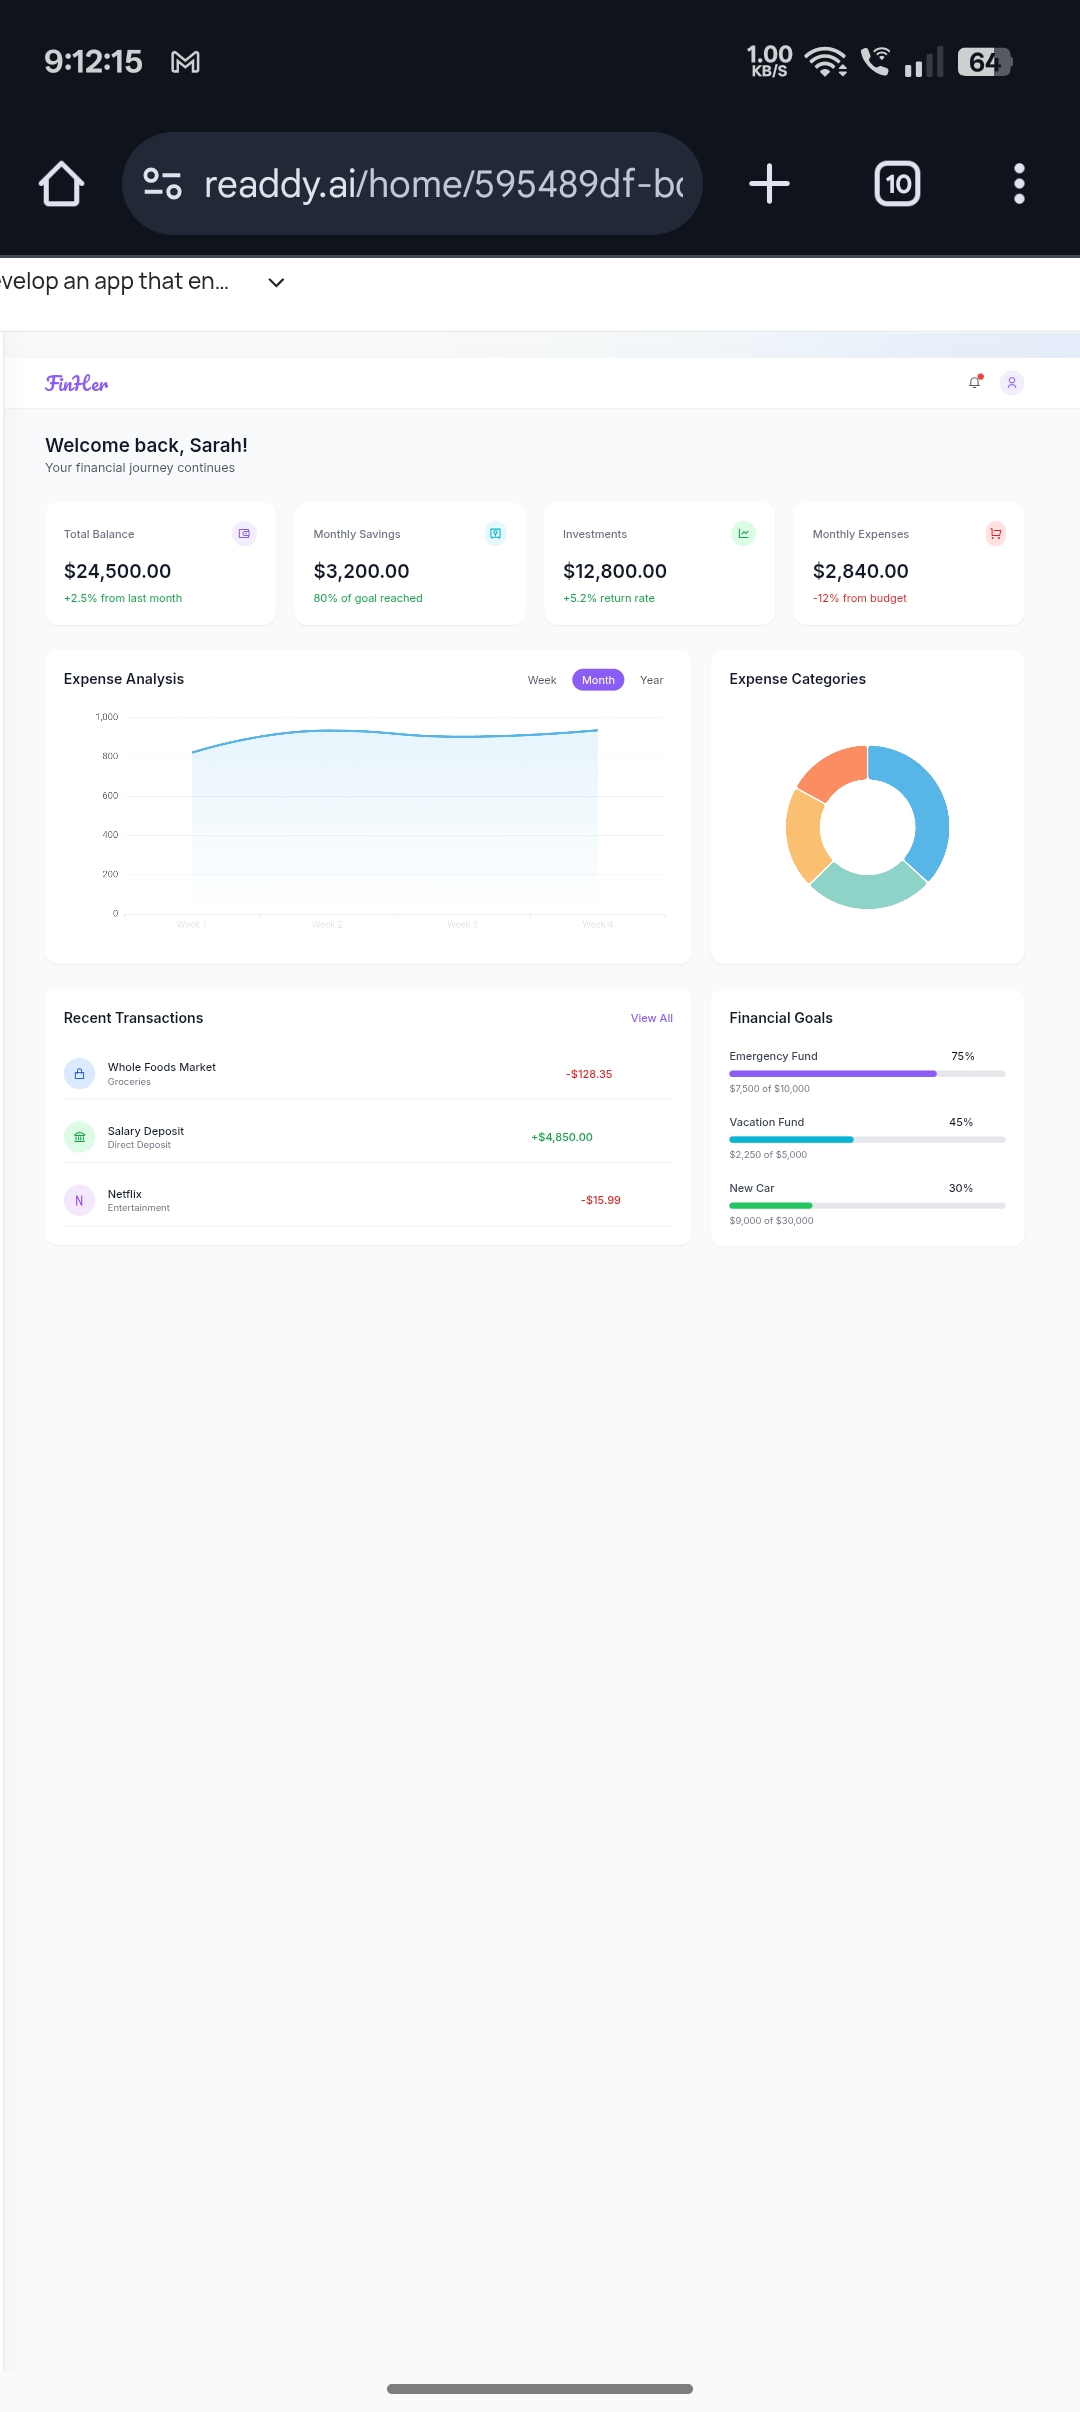 9:12:15
1.00
KB/S
64
readdy.ai/home/595489df-bc
10
evelop an app that en...
FinHer
Welcome back, Sarah!
Your financial journey continues
Total Balance
$24,500.00
+2.5% from last month
Monthly Savings
$3,200.00
80% of goal reached
Investments
$12,800.00
+5.2% return rate
Monthly Expenses
$2,840.00
-12% from budget
Expense Analysis
Week Month Year
1,000
800
600
400
200
0
Week 1 Week 2 Week 3 Week 4
Expense Categories
Recent Transactions
View All
Whole Foods Market
Groceries
-$128.35
Salary Deposit
Direct Deposit
+$4,850.00
N
Netflix
Entertainment
-$15.99
Financial Goals
Emergency Fund 75%
$7,500 of $10,000
Vacation Fund 45%
$2,250 of $5,000
New Car 30%
$9,000 of $30,000